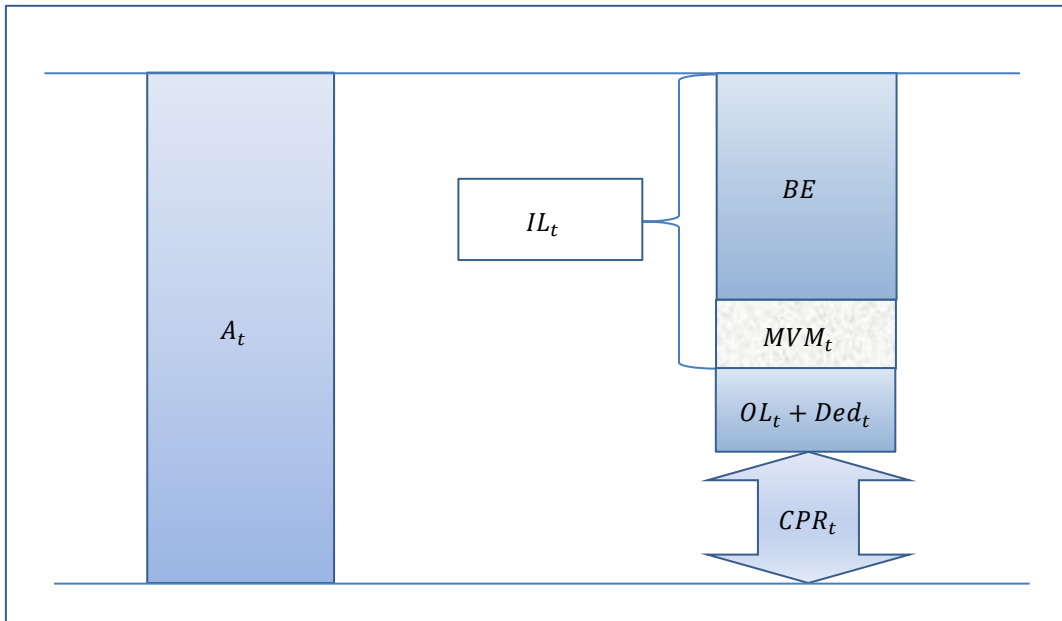 BE
IL_t
A_t
MVM_t
OL_t + Ded_t
CPR_t